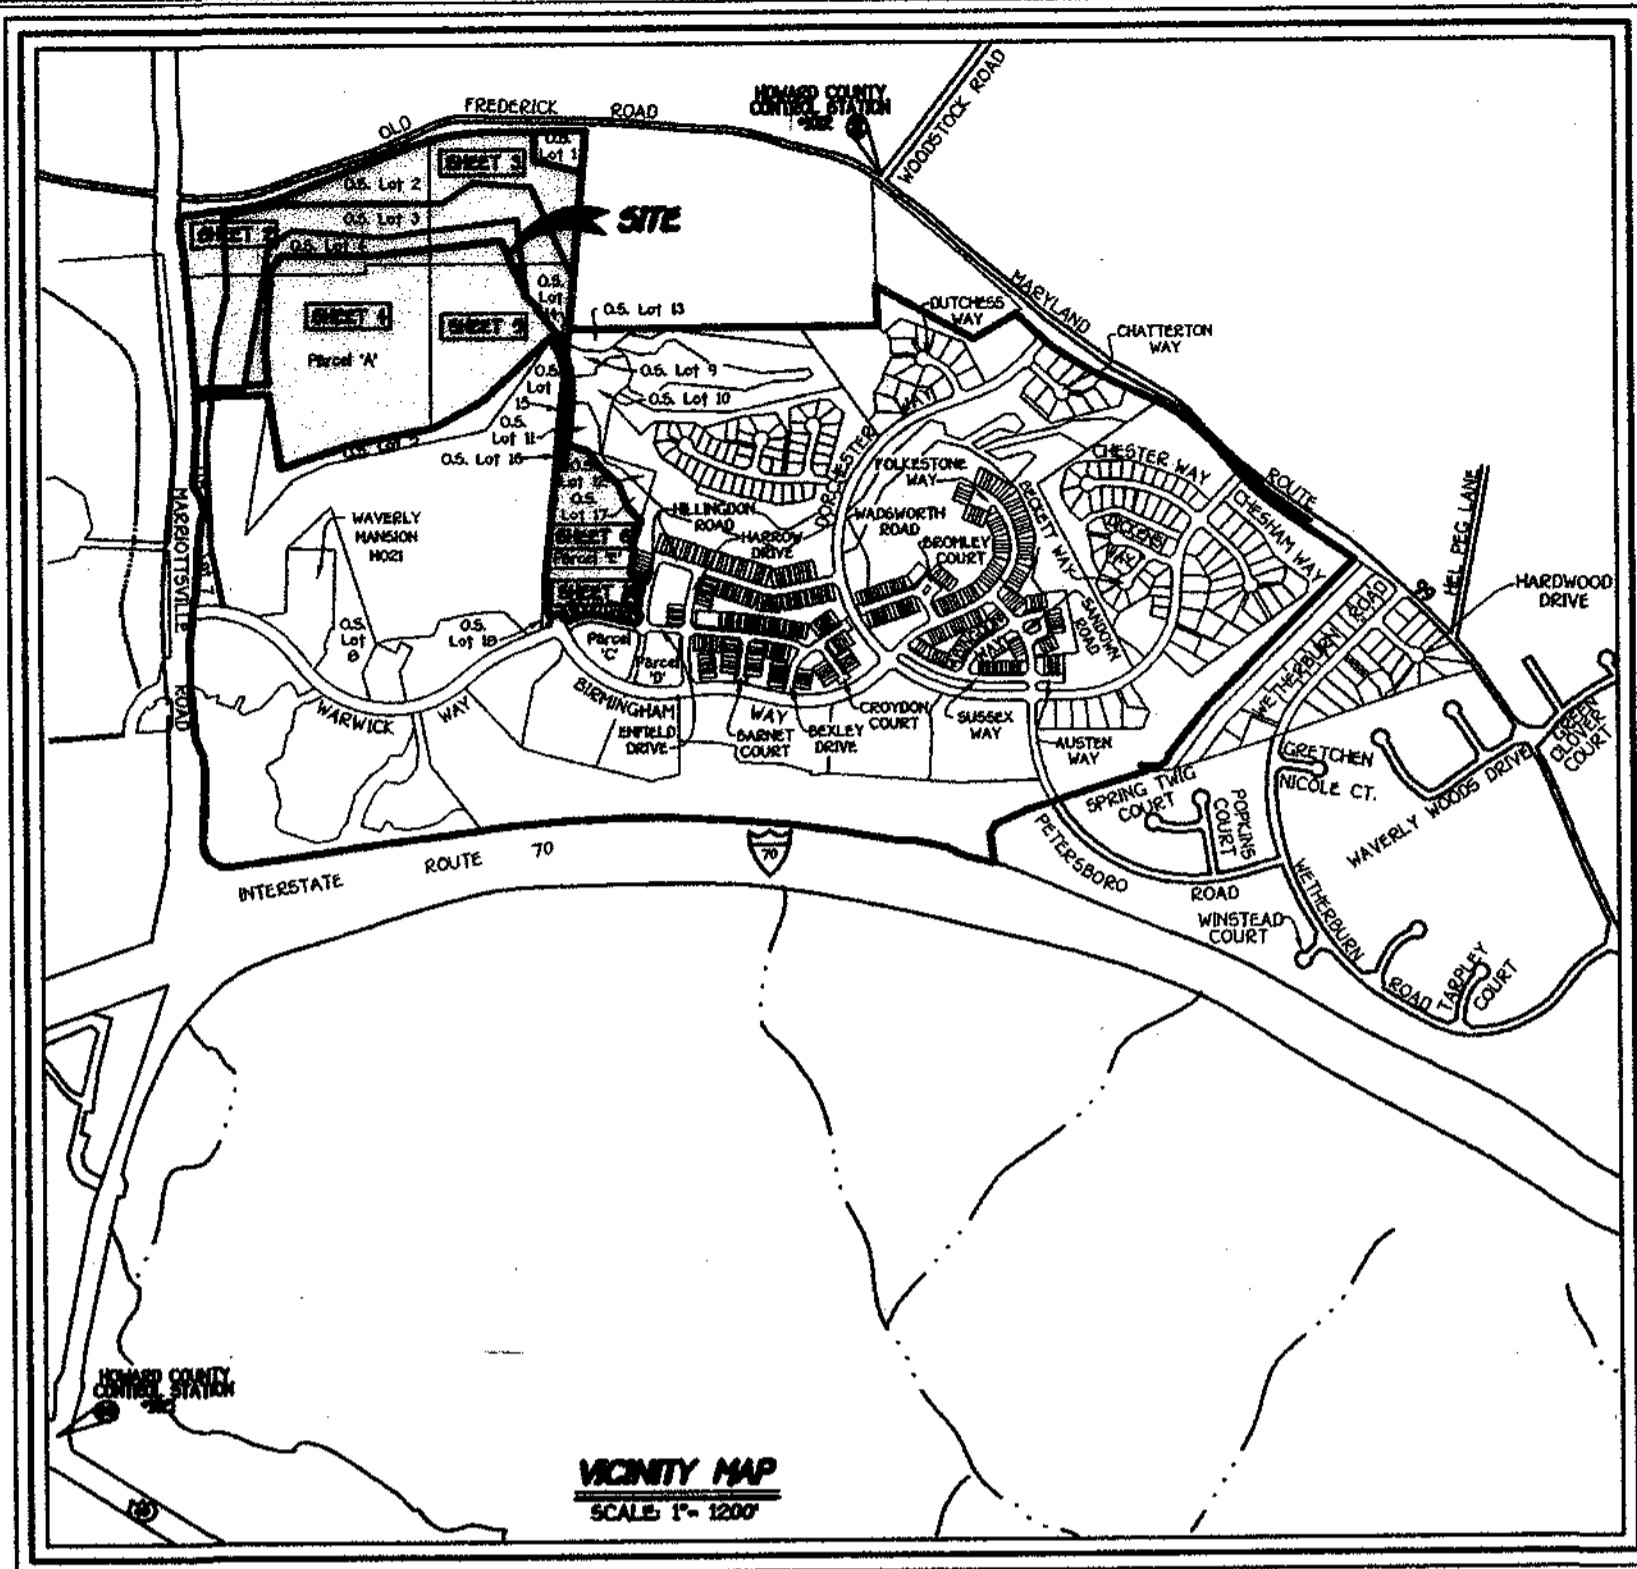 HOWARD COUNTY
CONTROL STATION
WOODSTOCK ROAD
OLD FREDERICK ROAD
O.S.
Lot 1
SHEET 3
O.S. Lot 2
O.S. Lot 3
SITE
SHEET 2
O.S. Lot
O.S.
Lot
14
O.S. Lot 13
SHEET 4
SHEET 5
Parcel 'A'
DUTCHESS
WAY
MARYLAND
CHATTERTON
WAY
O.S.
Lot
15
O.S. Lot 9
O.S. Lot 10
O.S.
Lot 11
O.S. Lot 16
O.S. Lot
O.S.
Lot 12
O.S.
Lot 17
DORCHESTER WAY
FOLKESTONE
WAY
CHESTER WAY
ROUTE
99
CHESHAM WAY
BECKETT WAY
WAY
HILLINGDON
ROAD
HARROW
DRIVE
WADSWORTH
ROAD
BROMLEY
COURT
SANDOWN
ROAD
HEL PEG LANE
HARDWOOD
DRIVE
WAVERLY
MANSION
HO21
SHEET 6
Parcel 'E'
SHEET
MARRIOTTSVILLE ROAD
O.S.
Lot
8
O.S.
Lot 18
Parcel
'C'
Parcel
'D'
WAY
WETHERBURN ROAD
WARWICK WAY
BIRMINGHAM WAY
ENFIELD
DRIVE
BARNET
COURT
BEXLEY
DRIVE
CROYDON
COURT
SUSSEX
WAY
AUSTEN
WAY
GREEN
CLOVER
COURT
GRETCHEN
NICOLE CT.
SPRING TWIG
COURT
POPKINS
COURT
WAVERLY WOODS DRIVE
INTERSTATE ROUTE 70
70
PETERSBORO ROAD
WINSTEAD
COURT
WETHERBURN ROAD
TARPLEY
COURT
HOWARD COUNTY
CONTROL STATION
VICINITY MAP
SCALE: 1"= 1200'